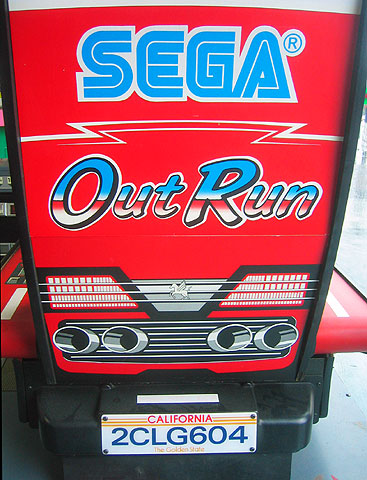 SEGA®
Out Run
CALIFORNIA
2CLG604
The Golden State